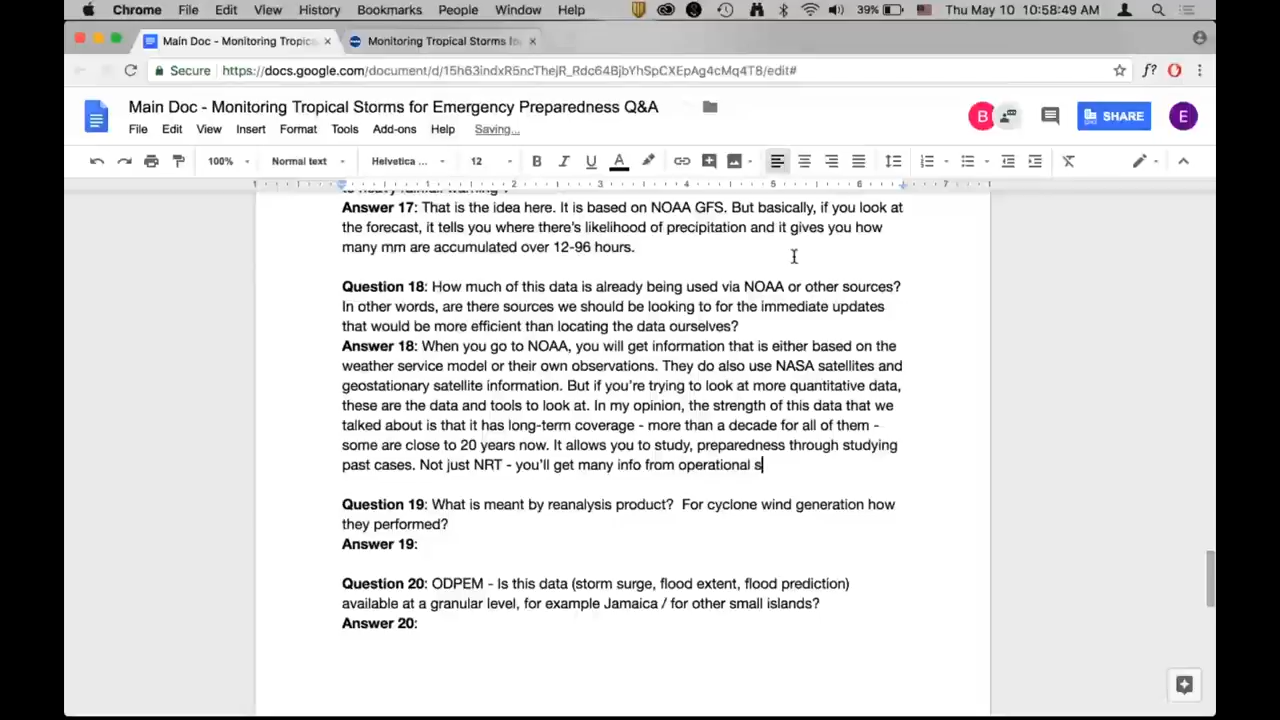 Chrome File Edit View History Bookmarks People Window Help 39% Thu May 10 10:58:49 AM
Main Doc - Monitoring Tropica × Monitoring Tropical Storms fo ×
Secure https://docs.google.com/document/d/15h63indxR5ncThejR_Rdc64BjbYhSpCXEpAg4cMq4T8/edit#
f?
Main Doc - Monitoring Tropical Storms for Emergency Preparedness Q&A
File Edit View Insert Format Tools Add-ons Help Saving...
B
SHARE
E
100% Normal text Helvetica ... 12 B I U A
1 1 2 3 4 5 6 7
to heavy rainfall warning?
Answer 17: That is the idea here. It is based on NOAA GFS. But basically, if you look at
the forecast, it tells you where there's likelihood of precipitation and it gives you how
many mm are accumulated over 12-96 hours.
Question 18: How much of this data is already being used via NOAA or other sources?
In other words, are there sources we should be looking to for the immediate updates
that would be more efficient than locating the data ourselves?
Answer 18: When you go to NOAA, you will get information that is either based on the
weather service model or their own observations. They do also use NASA satellites and
geostationary satellite information. But if you're trying to look at more quantitative data,
these are the data and tools to look at. In my opinion, the strength of this data that we
talked about is that it has long-term coverage - more than a decade for all of them -
some are close to 20 years now. It allows you to study, preparedness through studying
past cases. Not just NRT - you'll get many info from operational s
Question 19: What is meant by reanalysis product?  For cyclone wind generation how
they performed?
Answer 19:
Question 20: ODPEM - Is this data (storm surge, flood extent, flood prediction)
available at a granular level, for example Jamaica / for other small islands?
Answer 20: